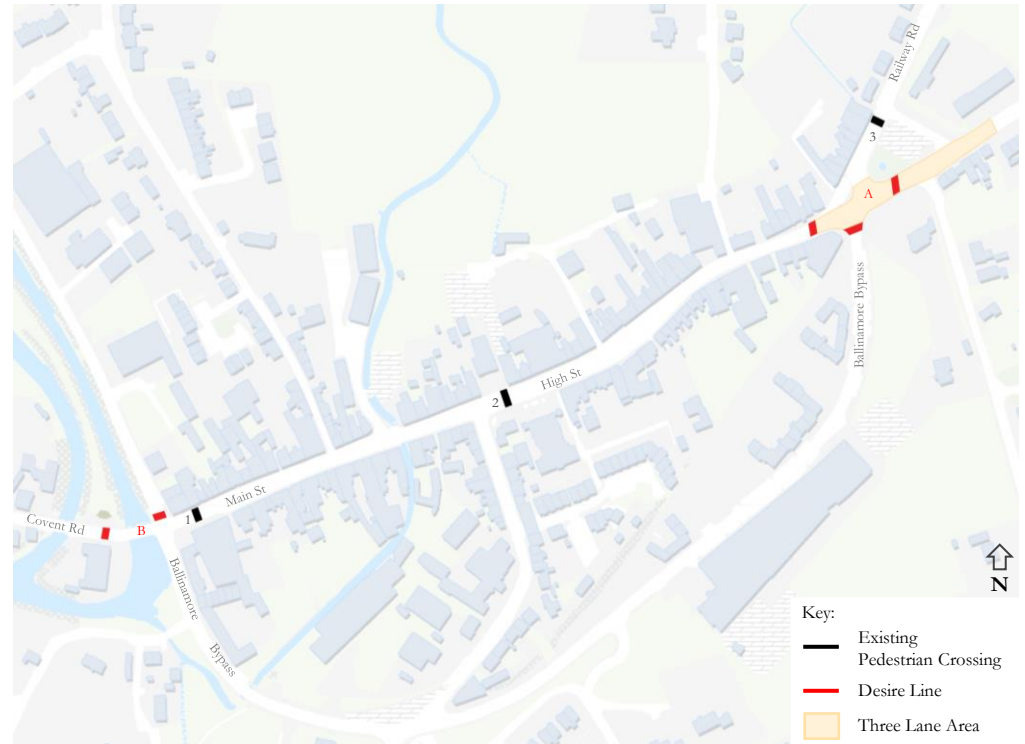 Railway Rd
3
A
Ballinamore Bypass
High St
2
Main St
1
B
Covent Rd
Ballinamore
Bypass
N
Key:
Existing
Pedestrian Crossing
Desire Line
Three Lane Area